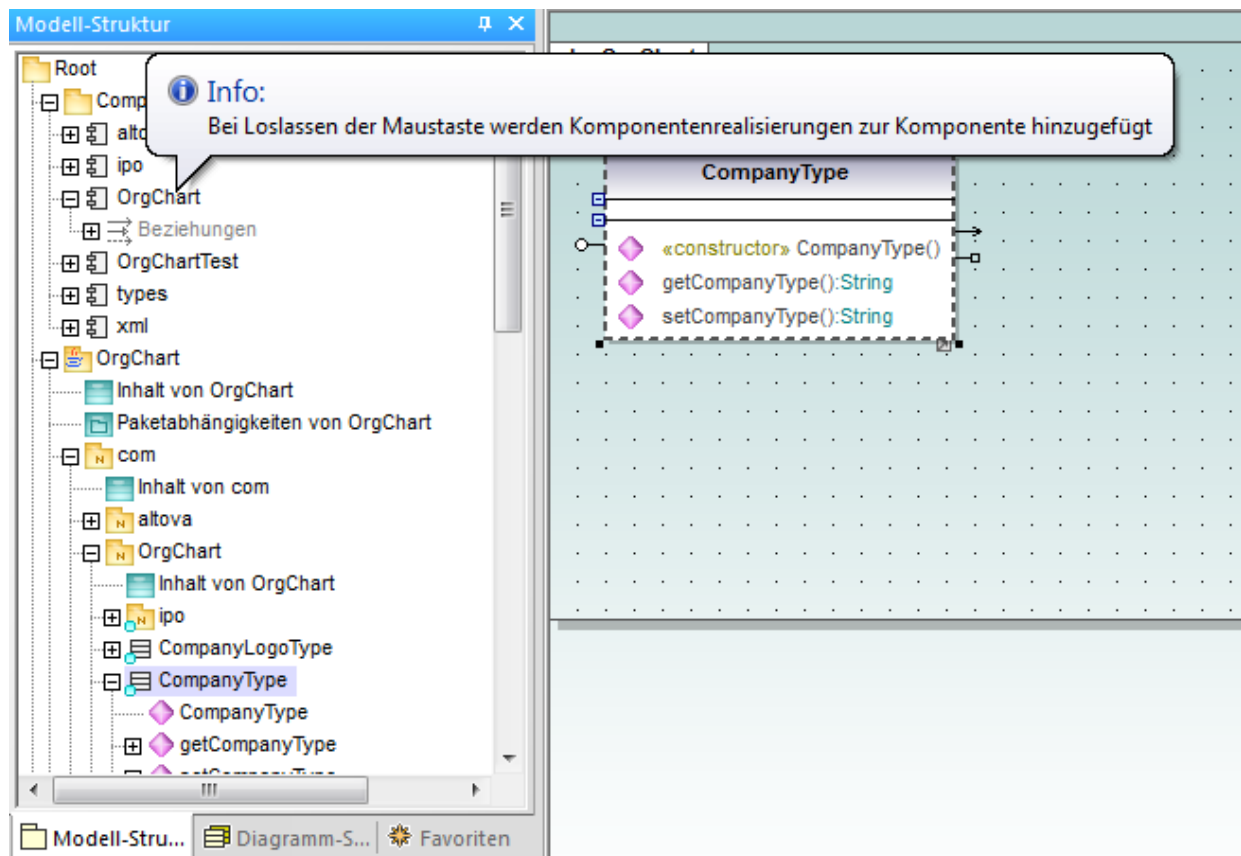 Modell-Struktur
Root
Info:
Bei Loslassen der Maustaste werden Komponentenrealisierungen zur Komponente hinzugefügt
Comp
alto
ipo
OrgChart
Beziehungen
OrgChartTest
types
xml
OrgChart
Inhalt von OrgChart
Paketabhängigkeiten von OrgChart
com
Inhalt von com
altova
OrgChart
Inhalt von OrgChart
ipo
CompanyLogoType
CompanyType
CompanyType
getCompanyType
Modell-Stru...
Diagramm-S...
Favoriten
CompanyType
«constructor» CompanyType()
getCompanyType():String
setCompanyType():String